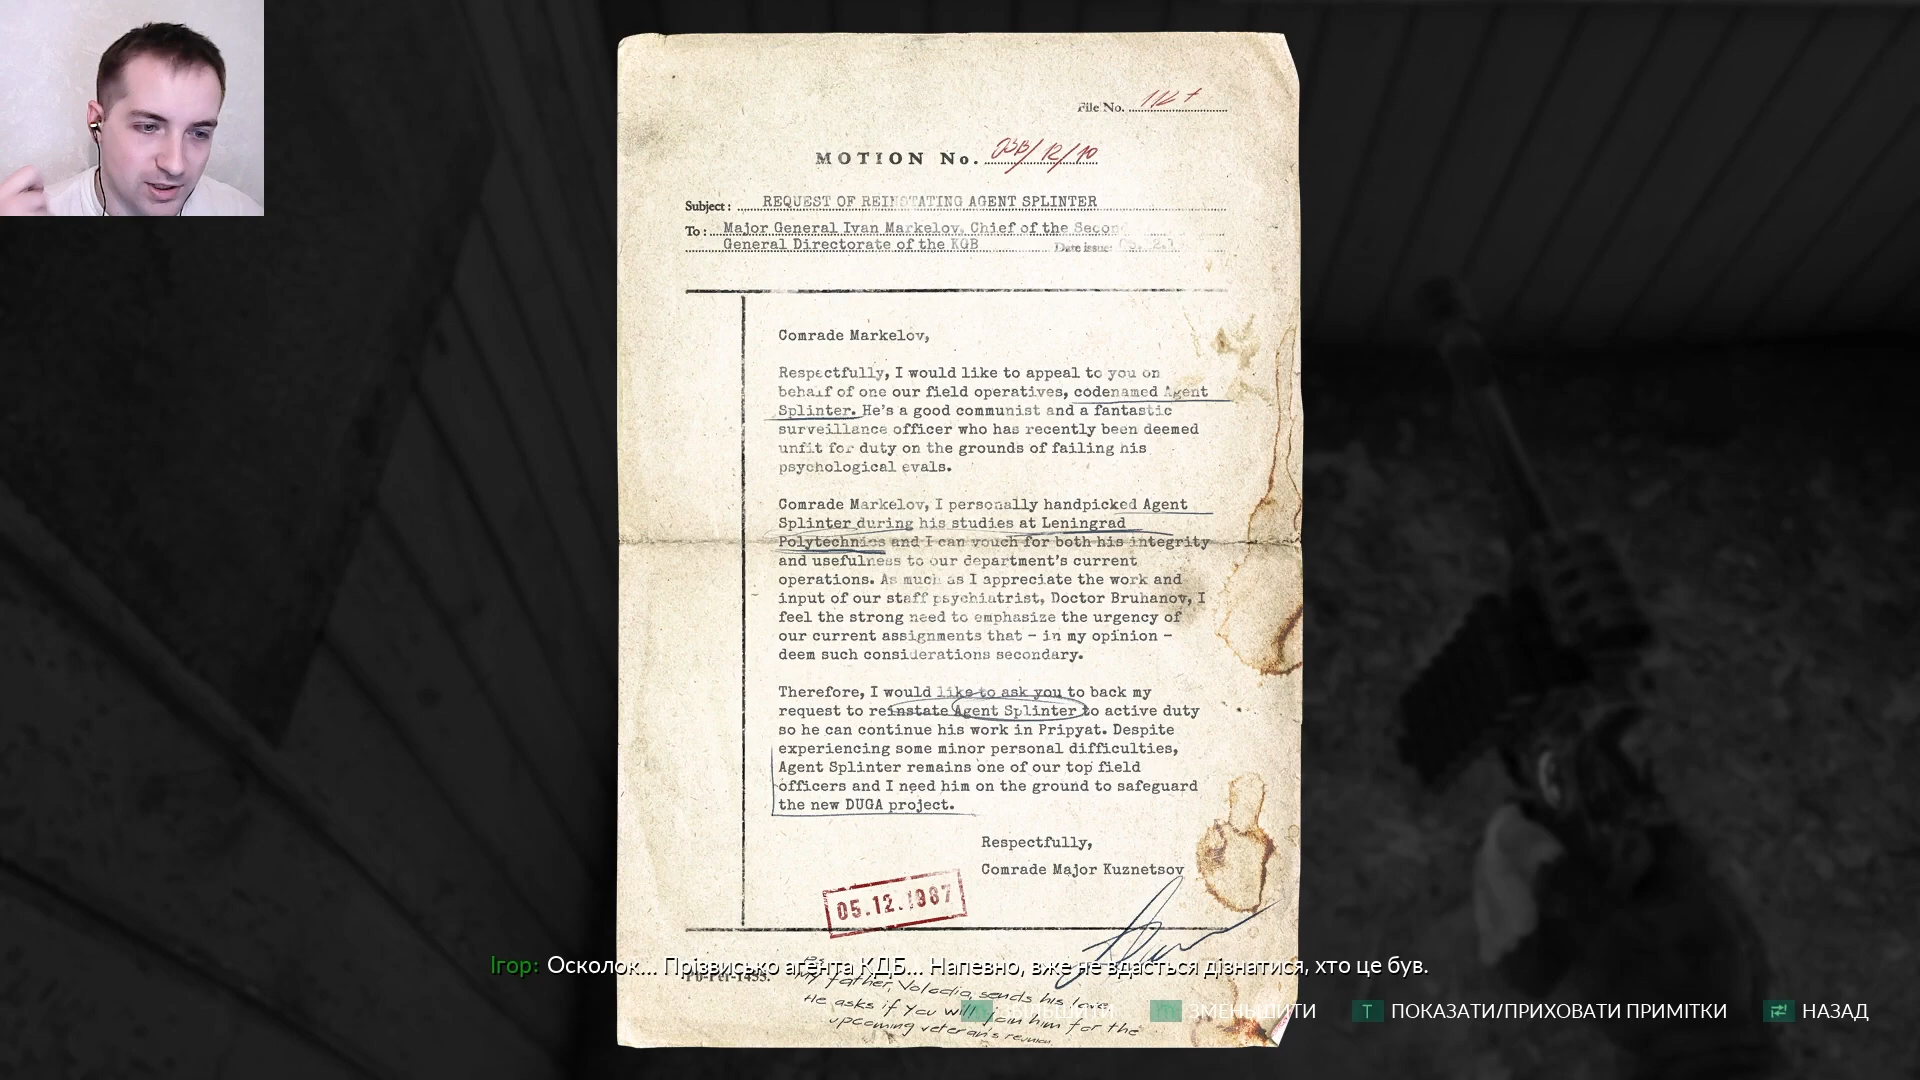 File No.
MOTION No.
Subject: REQUEST OF REINSTATING AGENT SPLINTER
To: Major General Ivan Markelov, Chief of the Second
General Directorate of the KGB Date issue:
Comrade Markelov,
Respectfully, I would like to appeal to you on
behalf of one our field operatives, codenamed Agent
Splinter. He's a good communist and a fantastic
surveillance officer who has recently been deemed
unfit for duty on the grounds of failing his
psychological evals.
Comrade Markelov, I personally handpicked Agent
Splinter during his studies at Leningrad
Polytechnics and I can vouch for both his integrity
and usefulness to our department's current
operations. As much as I appreciate the work and
input of our staff psychiatrist, Doctor Bruhanov, I
feel the strong need to emphasize the urgency of
our current assignments that - in my opinion -
deem such considerations secondary.
Therefore, I would like to ask you to back my
request to reinstate Agent Splinter to active duty
so he can continue his work in Pripyat. Despite
experiencing some minor personal difficulties,
Agent Splinter remains one of our top field
officers and I need him on the ground to safeguard
the new DUGA project.
Respectfully,
Comrade Major Kuznetsov
05.12.1987
Ігор: Осколок... Прізвисько агента КДБ... Напевно, вже не вдасться дізнатися, хто це був.
My father, Volodia, sends his love.
He asks if you will join him for the
upcoming veteran's reunion.
ЗБІЛЬШИТИ ЗМЕНШИТИ T ПОКАЗАТИ/ПРИХОВАТИ ПРИМІТКИ НАЗАД